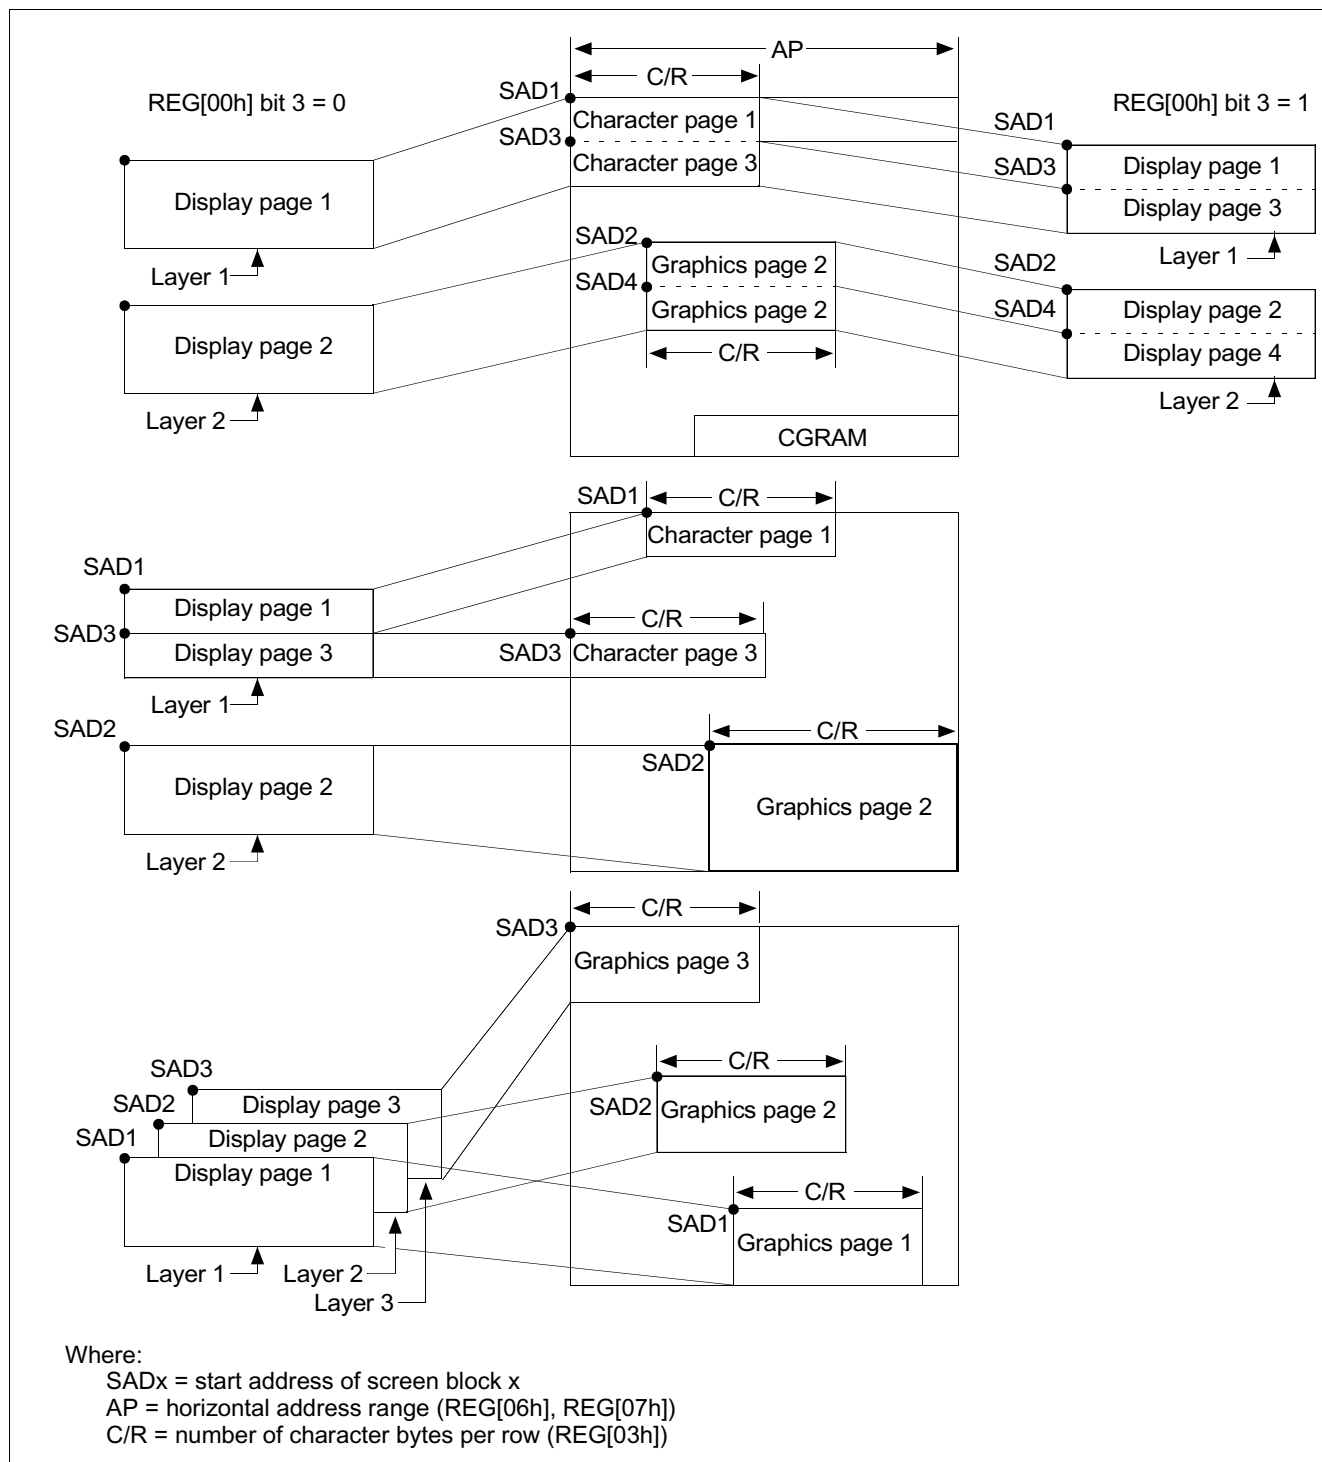 AP
C/R
REG[00h] bit 3 = 0
SAD1
REG[00h] bit 3 = 1
Character page 1
SAD1
SAD3
Character page 3
SAD3
Display page 1
Display page 1
Display page 3
SAD2
Layer 1
Graphics page 2
SAD2
Layer 1
SAD4
Graphics page 2
SAD4
Display page 2
Display page 2
C/R
Display page 4
Layer 2
Layer 2
CGRAM
SAD1
C/R
Character page 1
SAD1
Display page 1
C/R
SAD3
Display page 3
SAD3
Character page 3
Layer 1
SAD2
C/R
SAD2
Display page 2
Graphics page 2
Layer 2
C/R
SAD3
Graphics page 3
C/R
SAD3
SAD2
Display page 3
SAD2
Graphics page 2
SAD1
Display page 2
Display page 1
C/R
SAD1
Graphics page 1
Layer 1
Layer 2
Layer 3
Where:
SADx = start address of screen block x
AP = horizontal address range (REG[06h], REG[07h])
C/R = number of character bytes per row (REG[03h])